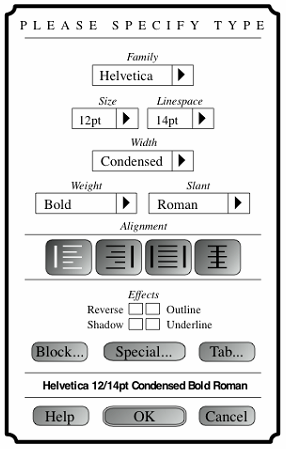 PLEASE SPECIFY TYPE
Family
Helvetica
Size Linespace
12pt 14pt
Width
Condensed
Weight Slant
Bold Roman
Alignment
Effects
Reverse Outline
Shadow Underline
Block... Special... Tab...
Helvetica 12/14pt Condensed Bold Roman
Help OK Cancel